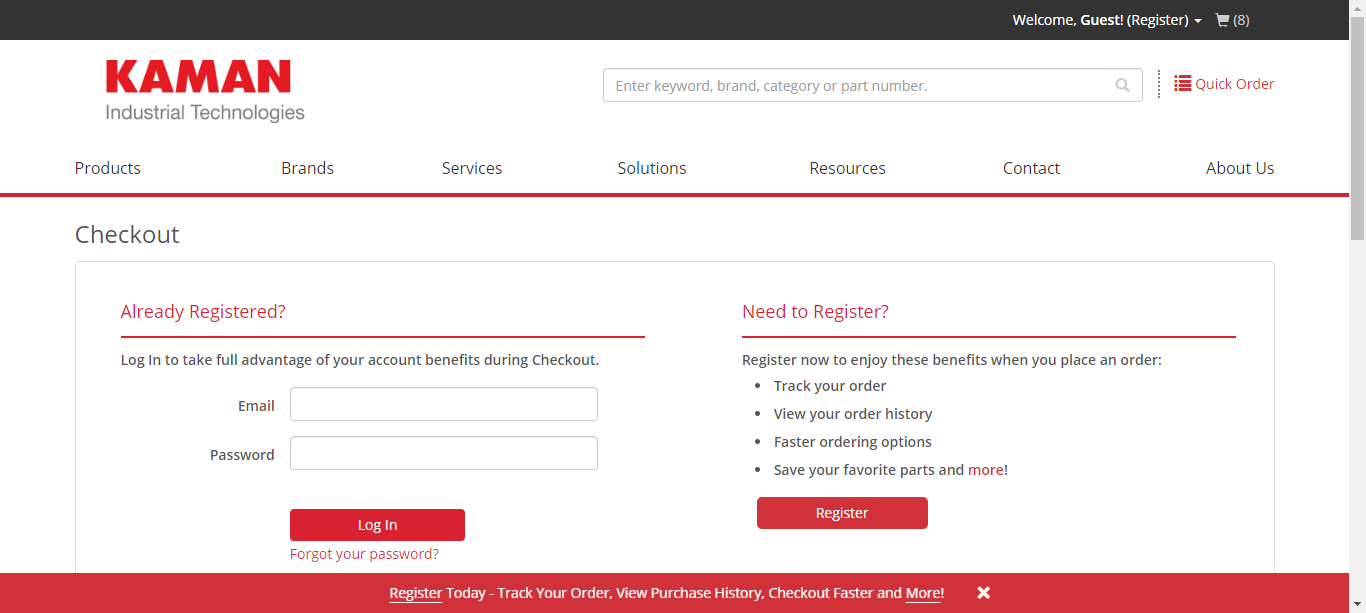 Welcome, Guest! (Register) (8)
KAMAN
Industrial Technologies
Enter keyword, brand, category or part number.
Quick Order
Products Brands Services Solutions Resources Contact About Us
Checkout
Already Registered?
Log In to take full advantage of your account benefits during Checkout.
Email
Password
Log In
Forgot your password?
Need to Register?
Register now to enjoy these benefits when you place an order:
• Track your order
• View your order history
• Faster ordering options
• Save your favorite parts and more!
Register
Register Today - Track Your Order, View Purchase History, Checkout Faster and More!